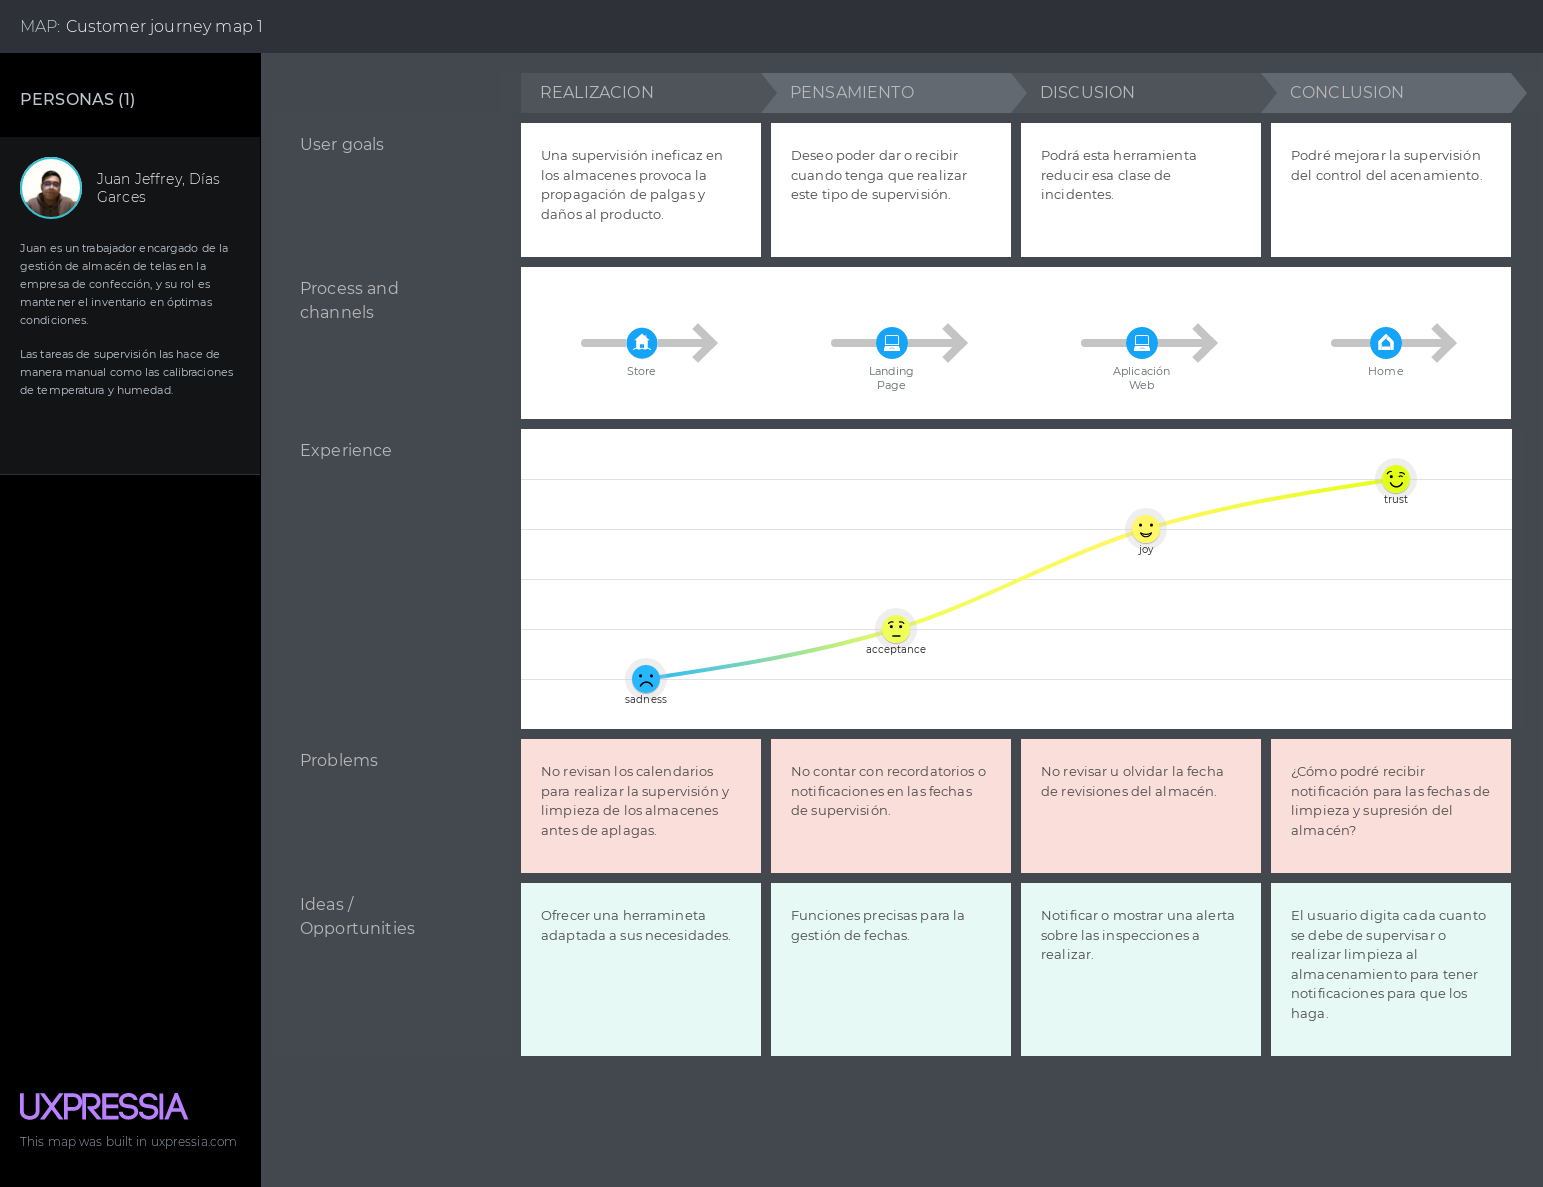 MAP: Customer journey map 1
PERSONAS (1)
Juan Jeffrey, Días
Garces
Juan es un trabajador encargado de la
gestión de almacén de telas en la
empresa de confección, y su rol es
mantener el inventario en óptimas
condiciones.
Las tareas de supervisión las hace de
manera manual como las calibraciones
de temperatura y humedad.
REALIZACION
PENSAMIENTO
DISCUSION
CONCLUSION
User goals
Una supervisión ineficaz en
los almacenes provoca la
propagación de palgas y
daños al producto.
Deseo poder dar o recibir
cuando tenga que realizar
este tipo de supervisión.
Podrá esta herramienta
reducir esa clase de
incidentes.
Podré mejorar la supervisión
del control del acenamiento.
Process and
channels
Store
Landing
Page
Aplicación
Web
Home
Experience
sadness
acceptance
joy
trust
Problems
No revisan los calendarios
para realizar la supervisión y
limpieza de los almacenes
antes de aplagas.
No contar con recordatorios o
notificaciones en las fechas
de supervisión.
No revisar u olvidar la fecha
de revisiones del almacén.
¿Cómo podré recibir
notificación para las fechas de
limpieza y supresión del
almacén?
Ideas /
Opportunities
Ofrecer una herramineta
adaptada a sus necesidades.
Funciones precisas para la
gestión de fechas.
Notificar o mostrar una alerta
sobre las inspecciones a
realizar.
El usuario digita cada cuanto
se debe de supervisar o
realizar limpieza al
almacenamiento para tener
notificaciones para que los
haga.
UXPRESSIA
This map was built in uxpressia.com